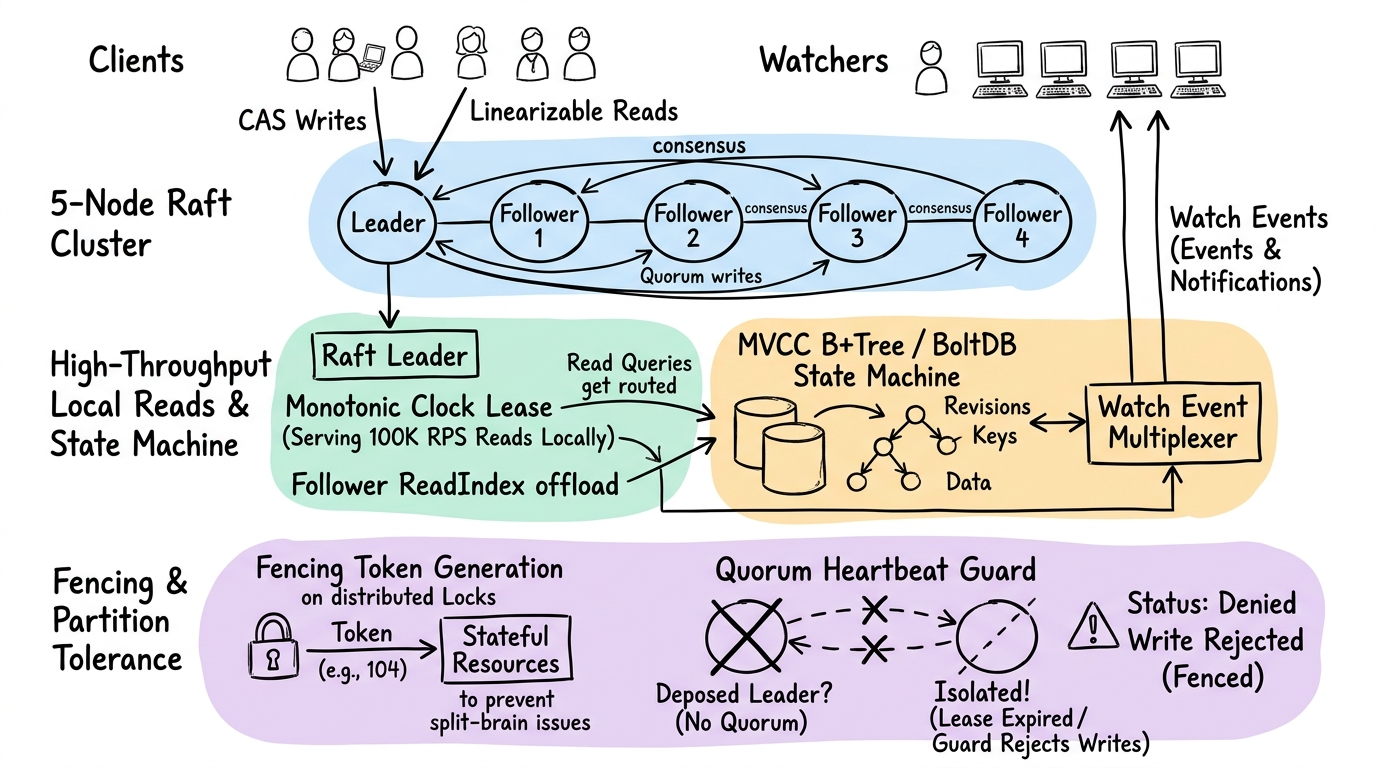 Clients
Watchers
CAS Writes
Linearizable Reads
5-Node Raft
Cluster
consensus
Leader
Follower
1
Follower
2
consensus
Follower
3
consensus
Follower
4
Quorum writes
Watch Events
(Events &
Notifications)
High-Throughput
Local Reads &
State Machine
Raft Leader
Read Queries
get routed
Monotonic Clock Lease
(Serving 100K RPS Reads Locally)
Follower ReadIndex offload
MVCC B+Tree / BoltDB
State Machine
Revisions
Keys
Data
Watch Event
Multiplexer
Fencing &
Partition
Tolerance
Fencing Token Generation
on distributed Locks
Token
(e.g., 104)
Stateful
Resources
to prevent
split-brain issues
Quorum Heartbeat Guard
Deposed Leader?
(No Quorum)
Isolated!
(Lease Expired/
Guard Rejects Writes)
Status: Denied
Write Rejected
(Fenced)